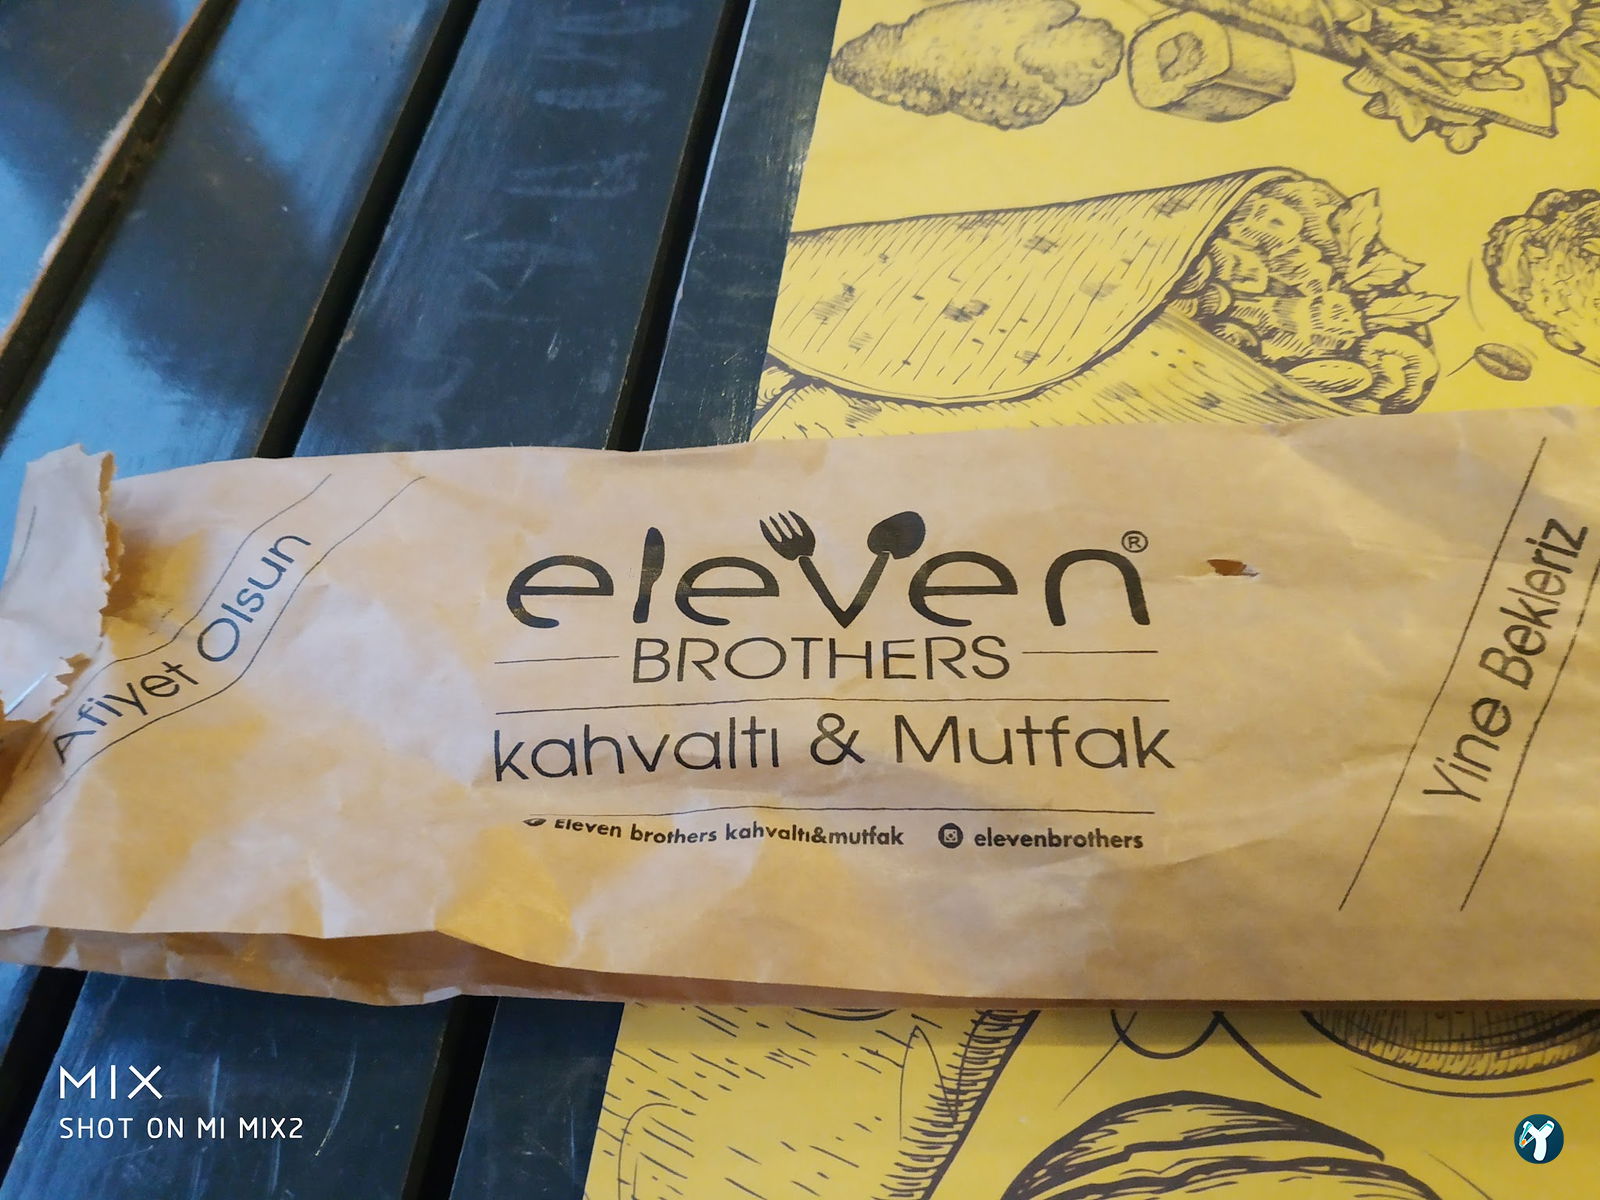 Afiyet Olsun
eleven®
BROTHERS
kahvaltı & Mutfak
Eleven brothers kahvaltı&mutfak elevenbrothers
Yine Bekleriz
MIX
SHOT ON MI MIX2